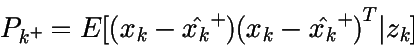 $P_{k^+} = E[(x_k - \hat{x_k}^+)(x_k - \hat{x_k}^+)^T | z_k]$